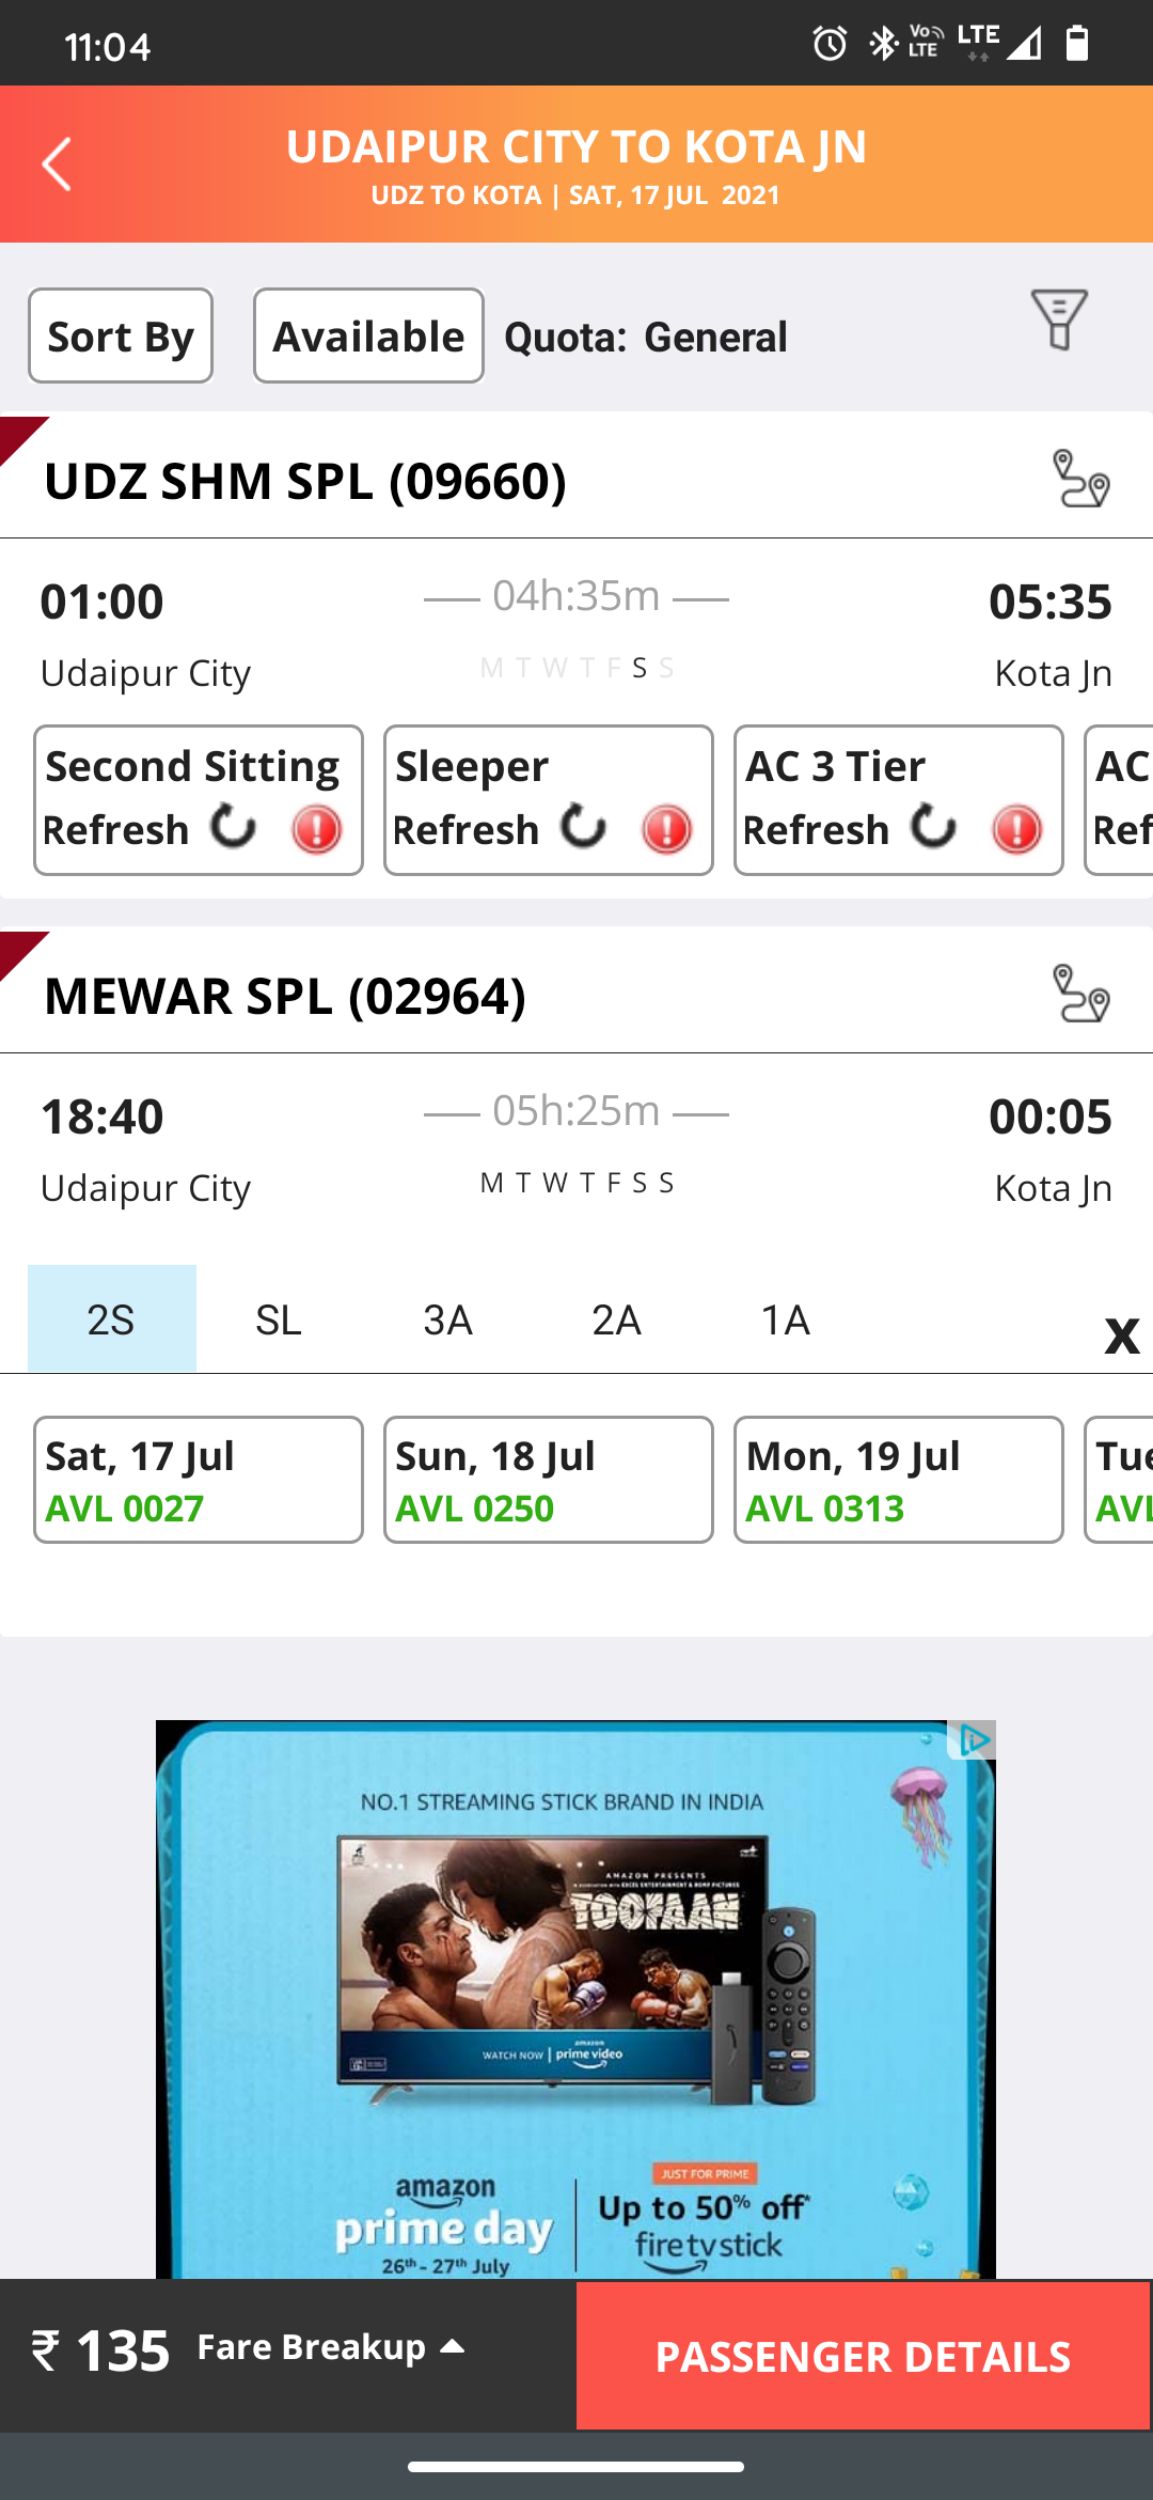 11:04
Vo
LTE
LTE
UDAIPUR CITY TO KOTA JN
UDZ TO KOTA | SAT, 17 JUL 2021
Sort By
Available
Quota: General
UDZ SHM SPL (09660)
01:00
04h:35m
05:35
Udaipur City
M T W T F S S
Kota Jn
Second Sitting
Refresh
Sleeper
Refresh
AC 3 Tier
Refresh
AC
Ref
MEWAR SPL (02964)
18:40
05h:25m
00:05
Udaipur City
M T W T F S S
Kota Jn
2S SL 3A 2A 1A X
Sat, 17 Jul
AVL 0027
Sun, 18 Jul
AVL 0250
Mon, 19 Jul
AVL 0313
Tue
AVL
NO.1 STREAMING STICK BRAND IN INDIA
AMAZON PRESENTS
TOOFAAN
WATCH NOW | amazon prime video
amazon
prime day
26th - 27th July
JUST FOR PRIME
Up to 50% off*
fire tv stick
₹ 135
Fare Breakup
PASSENGER DETAILS